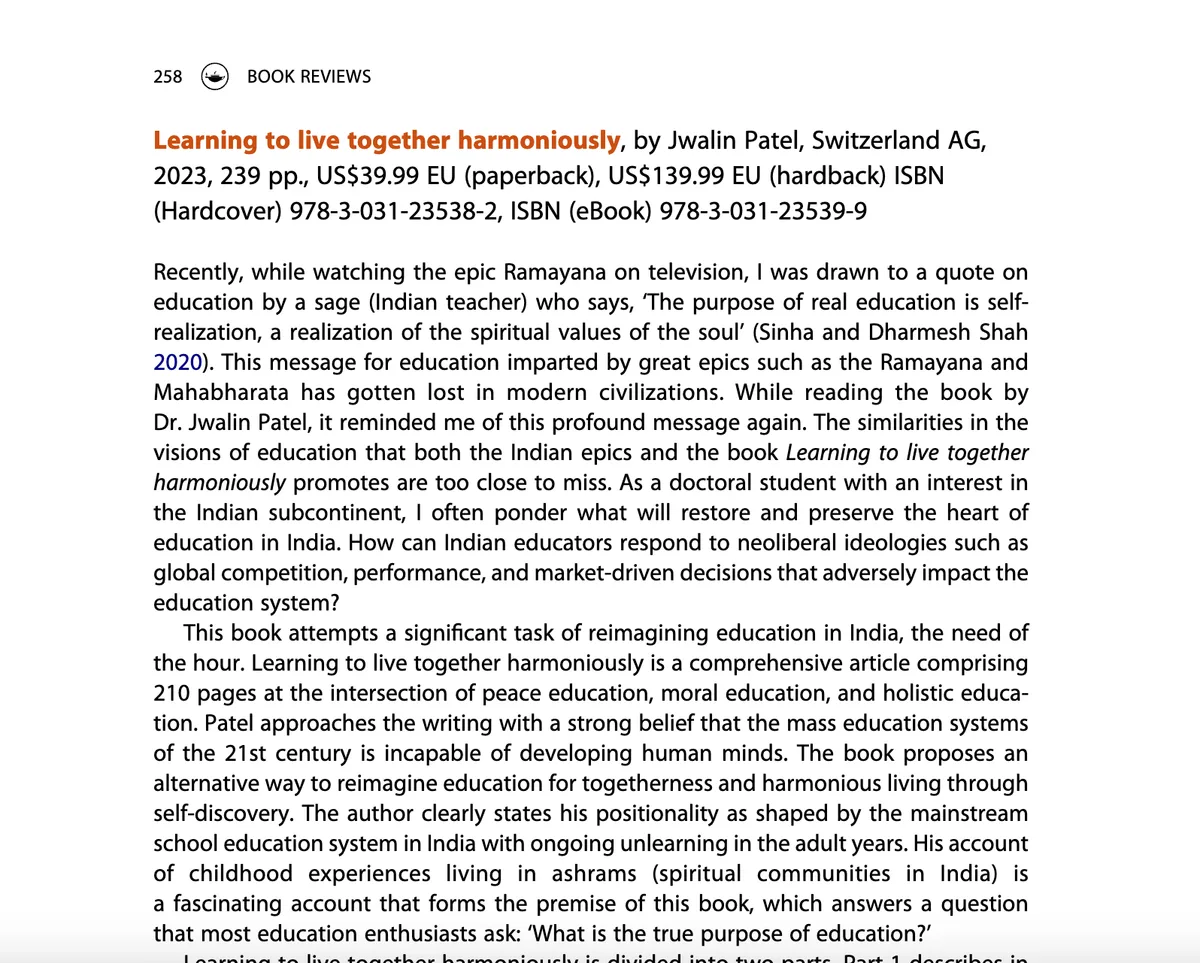 258 BOOK REVIEWS
Learning to live together harmoniously, by Jwalin Patel, Switzerland AG,
2023, 239 pp., US$39.99 EU (paperback), US$139.99 EU (hardback) ISBN
(Hardcover) 978-3-031-23538-2, ISBN (eBook) 978-3-031-23539-9
Recently, while watching the epic Ramayana on television, I was drawn to a quote on
education by a sage (Indian teacher) who says, ‘The purpose of real education is self-
realization, a realization of the spiritual values of the soul’ (Sinha and Dharmesh Shah
2020). This message for education imparted by great epics such as the Ramayana and
Mahabharata has gotten lost in modern civilizations. While reading the book by
Dr. Jwalin Patel, it reminded me of this profound message again. The similarities in the
visions of education that both the Indian epics and the book Learning to live together
harmoniously promotes are too close to miss. As a doctoral student with an interest in
the Indian subcontinent, I often ponder what will restore and preserve the heart of
education in India. How can Indian educators respond to neoliberal ideologies such as
global competition, performance, and market-driven decisions that adversely impact the
education system?
This book attempts a significant task of reimagining education in India, the need of
the hour. Learning to live together harmoniously is a comprehensive article comprising
210 pages at the intersection of peace education, moral education, and holistic educa-
tion. Patel approaches the writing with a strong belief that the mass education systems
of the 21st century is incapable of developing human minds. The book proposes an
alternative way to reimagine education for togetherness and harmonious living through
self-discovery. The author clearly states his positionality as shaped by the mainstream
school education system in India with ongoing unlearning in the adult years. His account
of childhood experiences living in ashrams (spiritual communities in India) is
a fascinating account that forms the premise of this book, which answers a question
that most education enthusiasts ask: ‘What is the true purpose of education?’
Learning to live together harmoniously is divided into two parts. Part 1 describes in